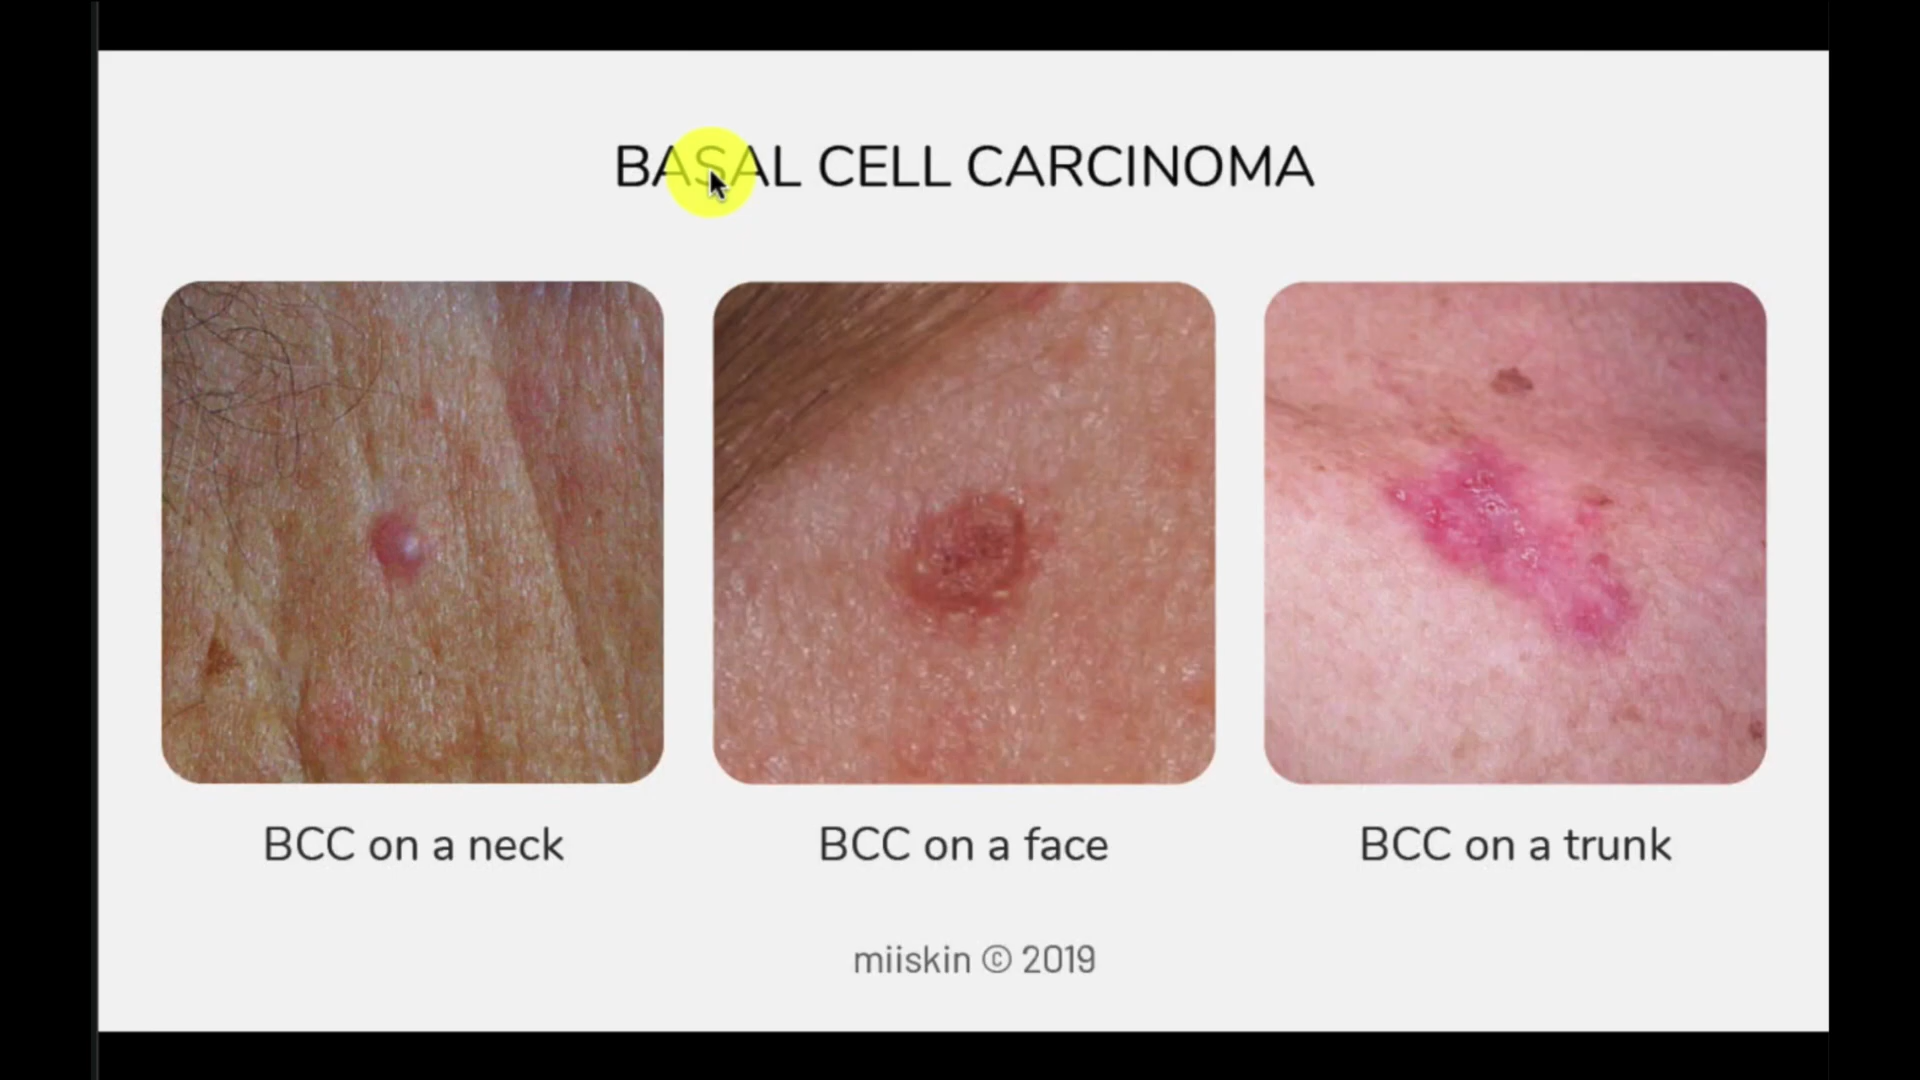 BASAL CELL CARCINOMA
BCC on a neck
BCC on a face
BCC on a trunk
miiskin © 2019